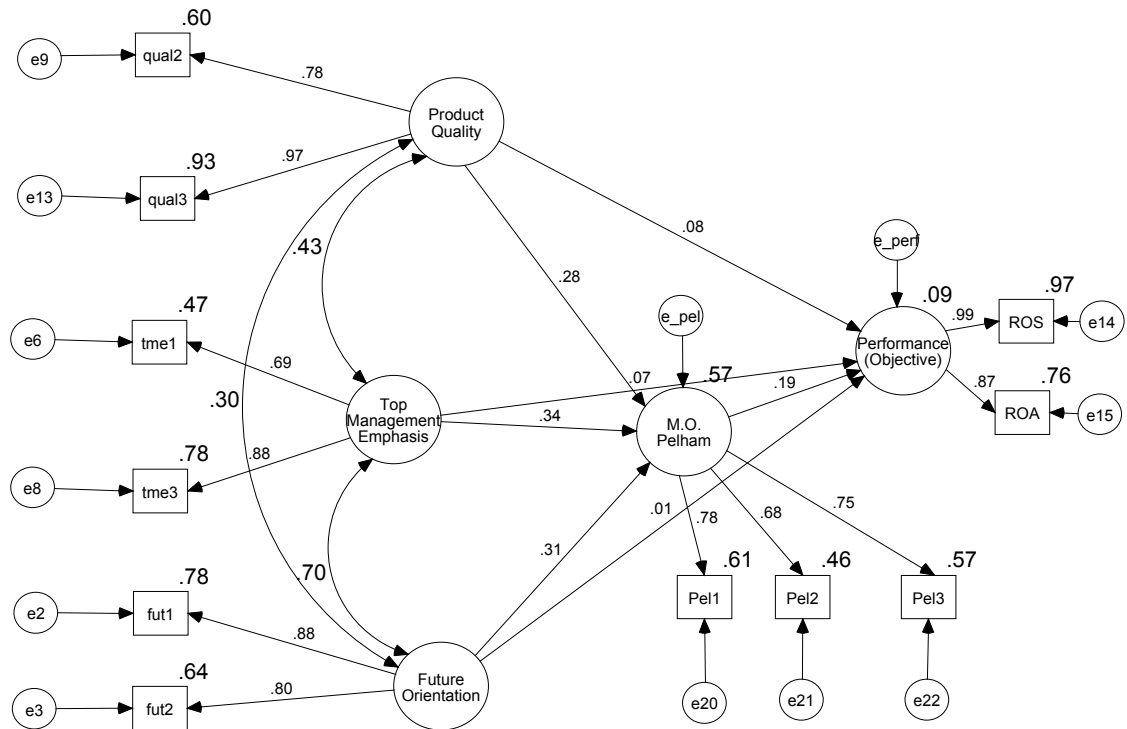 .60
e9
qual2
.78
Product
Quality
.93
e13
qual3
.97
.43
.08
.28
e_perf
.47
e6
tme1
.69
.30
e_pel
.09
.97
.99
ROS
e14
Performance
(Objective)
.07
.57
.19
.87
.76
ROA
e15
Top
Management
Emphasis
.34
M.O.
Pelham
.78
e8
tme3
.88
.01
.31
.78
.68
.75
.70
.78
e2
fut1
.88
.61
Pel1
.46
Pel2
.57
Pel3
.64
e3
fut2
.80
Future
Orientation
e20
e21
e22